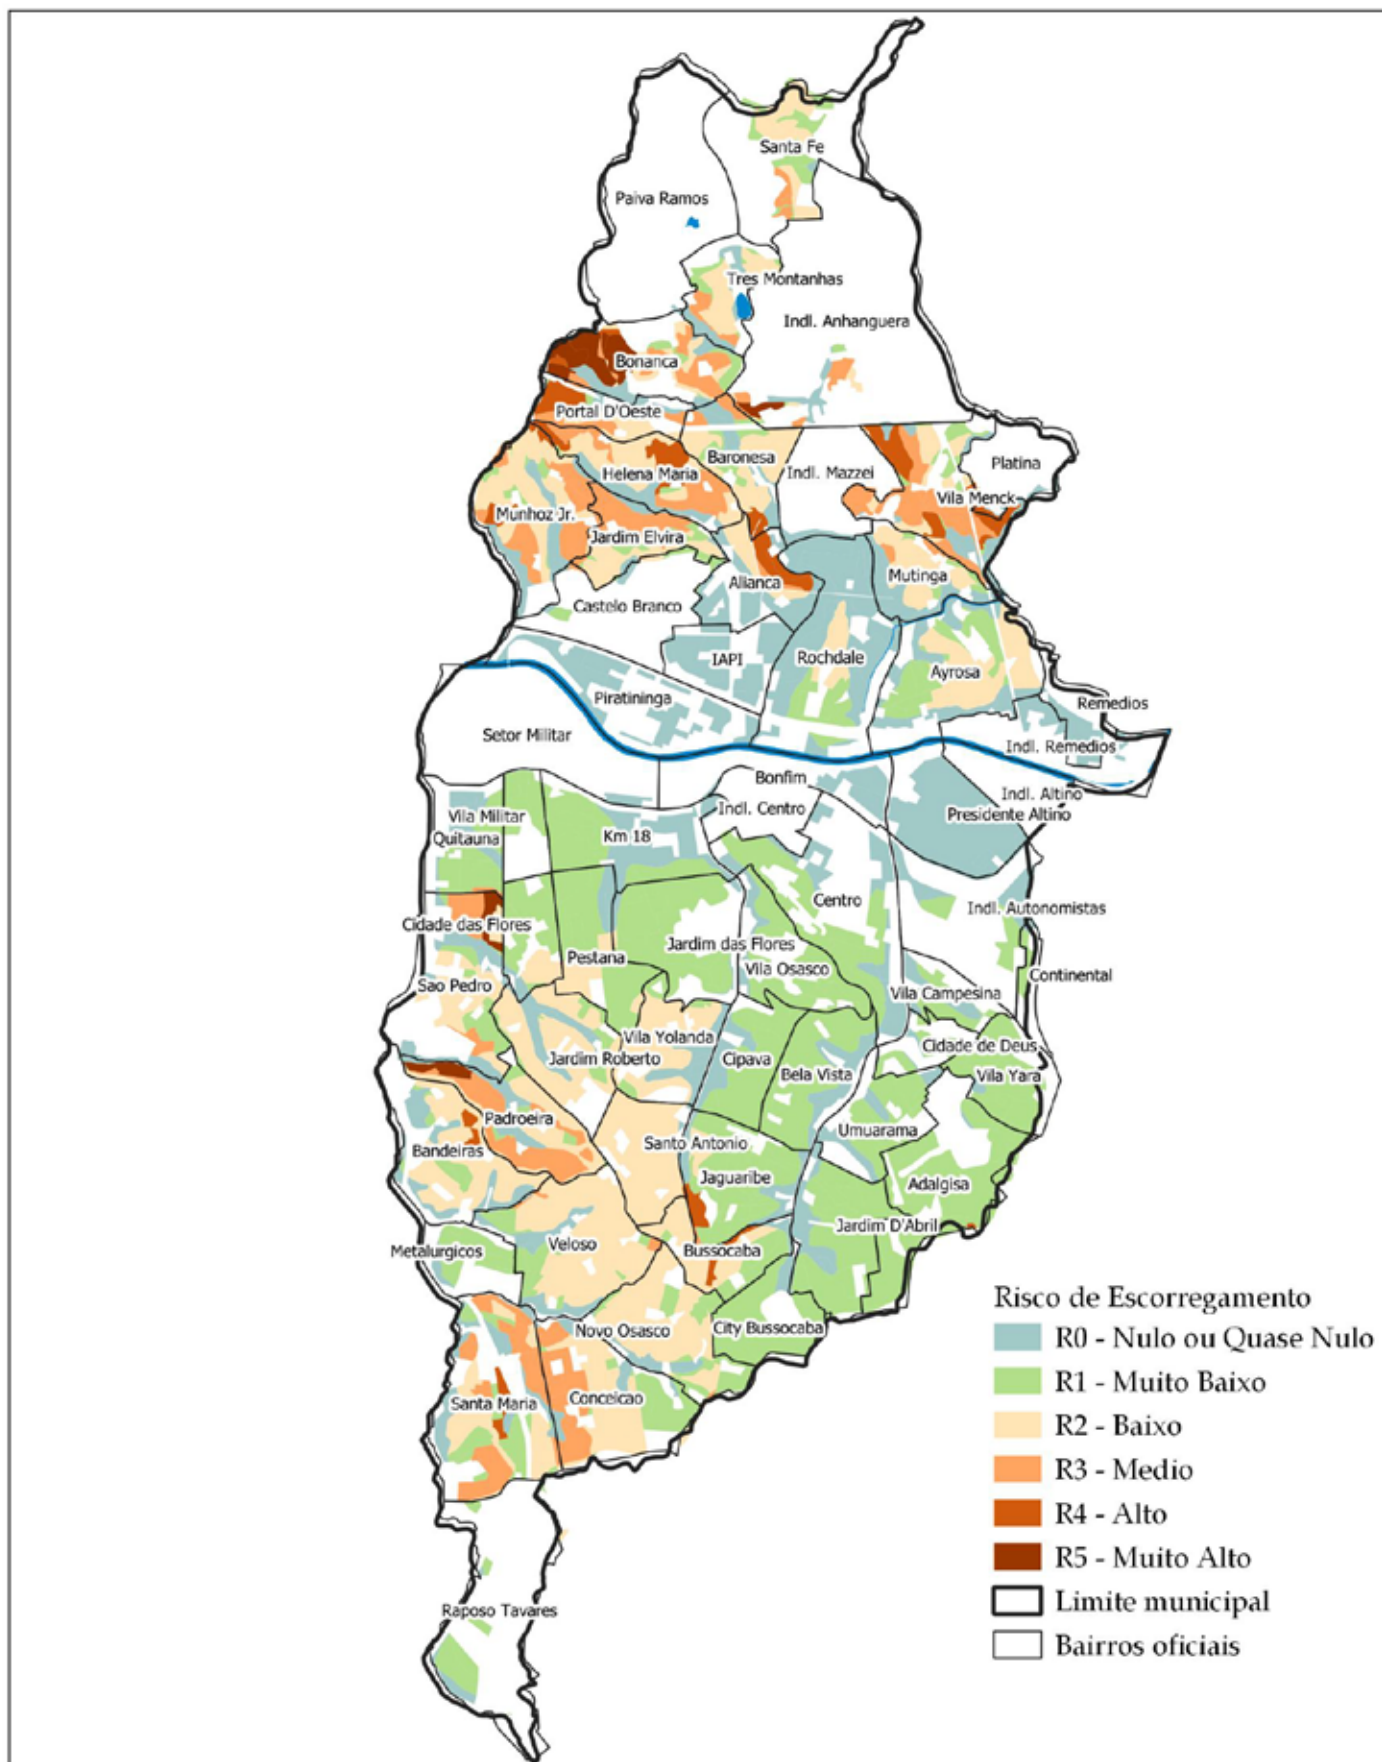 Santa Fe
Paiva Ramos
Tres Montanhas
Indl. Anhanguera
Bonanca
Portal D'Oeste
Baronesa
Indl. Mazzei
Platina
Helena Maria
Vila Menck
Munhoz Jr.
Jardim Elvira
Alianca
Mutinga
Castelo Branco
IAPI
Rochdale
Ayrosa
Piratininga
Remedios
Setor Militar
Indl. Remedios
Bonfim
Indl. Altino
Indl. Centro
Presidente Altino
Vila Militar
Quitauna
Km 18
Centro
Indl. Autonomistas
Cidade das Flores
Jardim das Flores
Pestana
Vila Osasco
Continental
Sao Pedro
Vila Campesina
Vila Yolanda
Cidade de Deus
Jardim Roberto
Cipava
Bela Vista
Vila Yara
Padroeira
Umuarama
Santo Antonio
Bandeiras
Jaguaribe
Adalgisa
Jardim D'Abril
Metalurgicos
Veloso
Bussocaba
Novo Osasco
City Bussocaba
Santa Maria
Conceicao
Raposo Tavares
Risco de Escorregamento
R0 - Nulo ou Quase Nulo
R1 - Muito Baixo
R2 - Baixo
R3 - Medio
R4 - Alto
R5 - Muito Alto
Limite municipal
Bairros oficiais